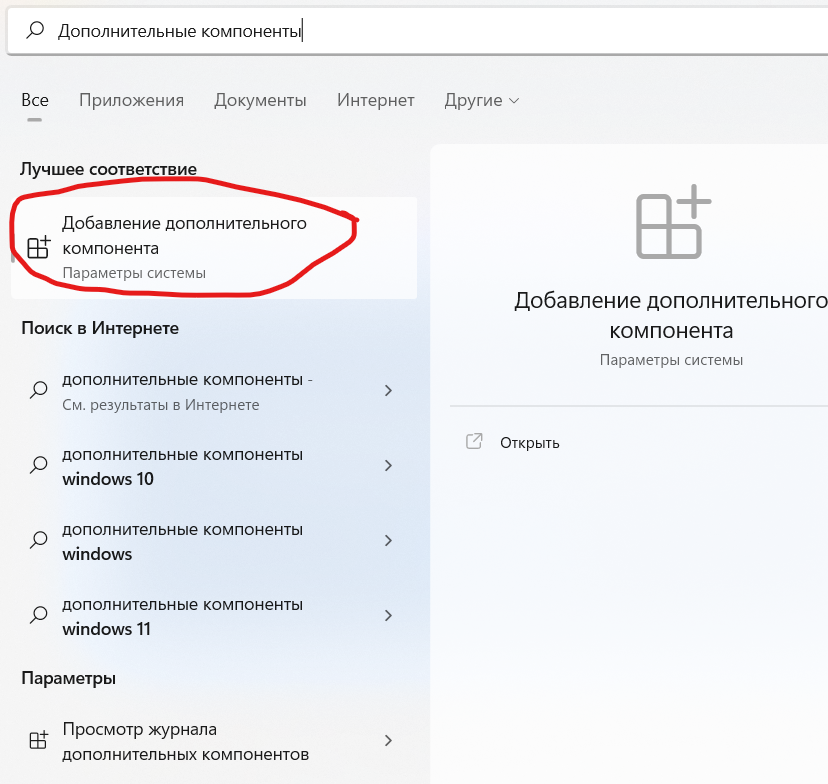 Дополнительные компоненты
Все Приложения Документы Интернет Другие
Лучшее соответствие
Добавление дополнительного
компонента
Параметры системы
Поиск в Интернете
дополнительные компоненты -
См. результаты в Интернете
дополнительные компоненты
windows 10
дополнительные компоненты
windows
дополнительные компоненты
windows 11
Параметры
Просмотр журнала
дополнительных компонентов
Добавление дополнительного
компонента
Параметры системы
Открыть